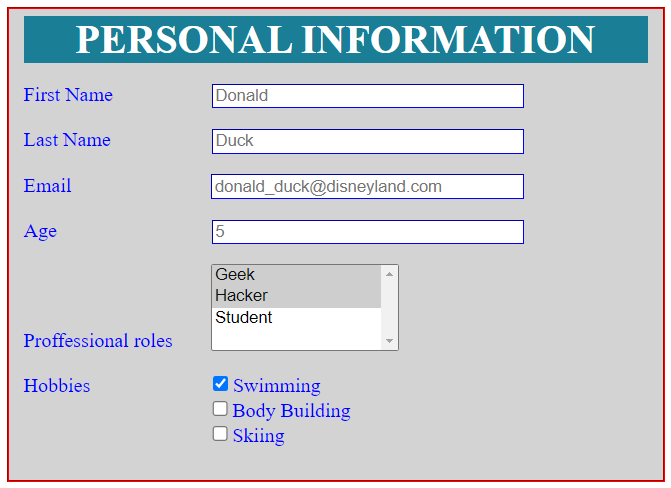 PERSONAL INFORMATION
First Name Donald
Last Name Duck
Email donald_duck@disneyland.com
Age 5
Geek
Hacker
Student
Proffessional roles
Hobbies Swimming
Body Building
Skiing